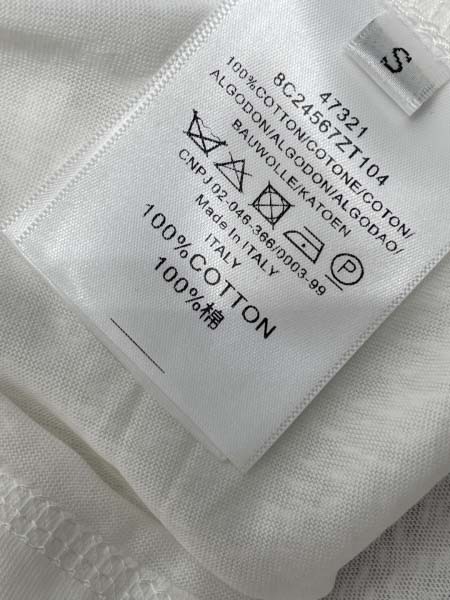 S
47321
8C24567ZT104
100%COTTON/COTONE/COTON/
ALGODON/ALGODON/ALGODAO/
BAUWOLLE/KATOEN
P
CNPJ 02-046.366/0003-99
Made In ITALY
ITALY
100%COTTON
100%棉